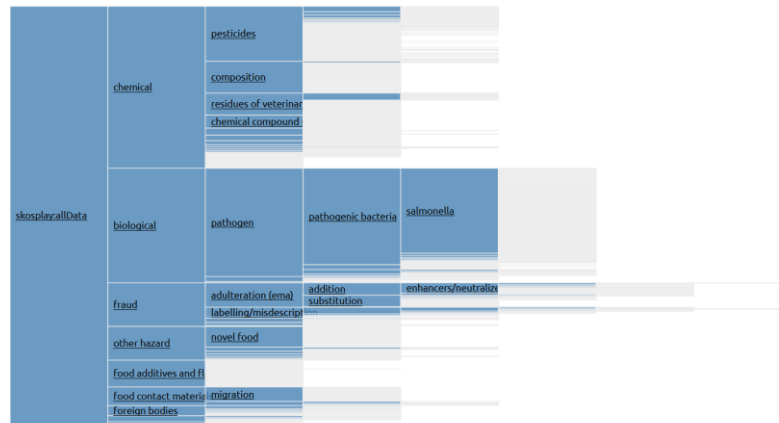 skosplay:allData
chemical
pesticides
composition
residues of veterinar
chemical compound
biological
pathogen
pathogenic bacteria
salmonella
fraud
adulteration (ema)
addition
enhancers/neutralize
substitution
labelling/misdescription
other hazard
novel food
food additives and fl
food contact materia
migration
foreign bodies